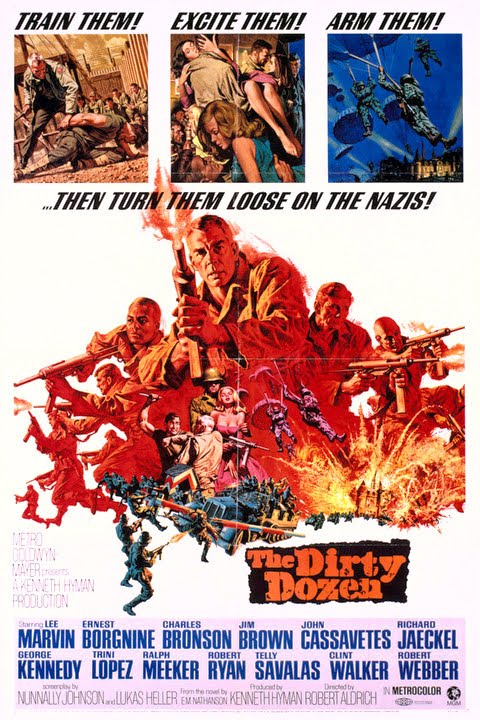 TRAIN THEM! EXCITE THEM! ARM THEM!
...THEN TURN THEM LOOSE ON THE NAZIS!
METRO
GOLDWYN-
MAYER presents
A KENNETH HYMAN
PRODUCTION
The Dirty
Dozen
Starring LEE MARVIN ERNEST BORGNINE CHARLES BRONSON JIM BROWN JOHN CASSAVETES RICHARD JAECKEL
GEORGE KENNEDY TRINI LOPEZ RALPH MEEKER ROBERT RYAN TELLY SAVALAS CLINT WALKER ROBERT WEBBER
screenplay by NUNNALLY JOHNSON and LUKAS HELLER From the novel by E.M. NATHANSON Produced by KENNETH HYMAN Directed by ROBERT ALDRICH IN METROCOLOR
MGM